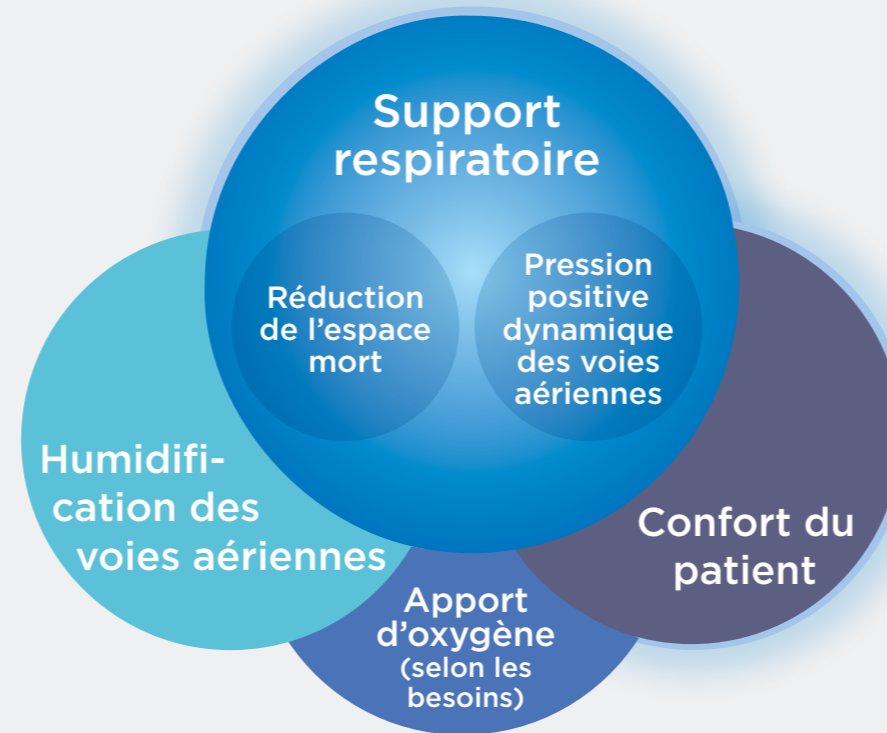 Support
respiratoire
Réduction
de l’espace
mort
Pression
positive
dynamique
des voies
aériennes
Humidifi-
cation des
voies aériennes
Confort du
patient
Apport
d’oxygène
(selon les
besoins)